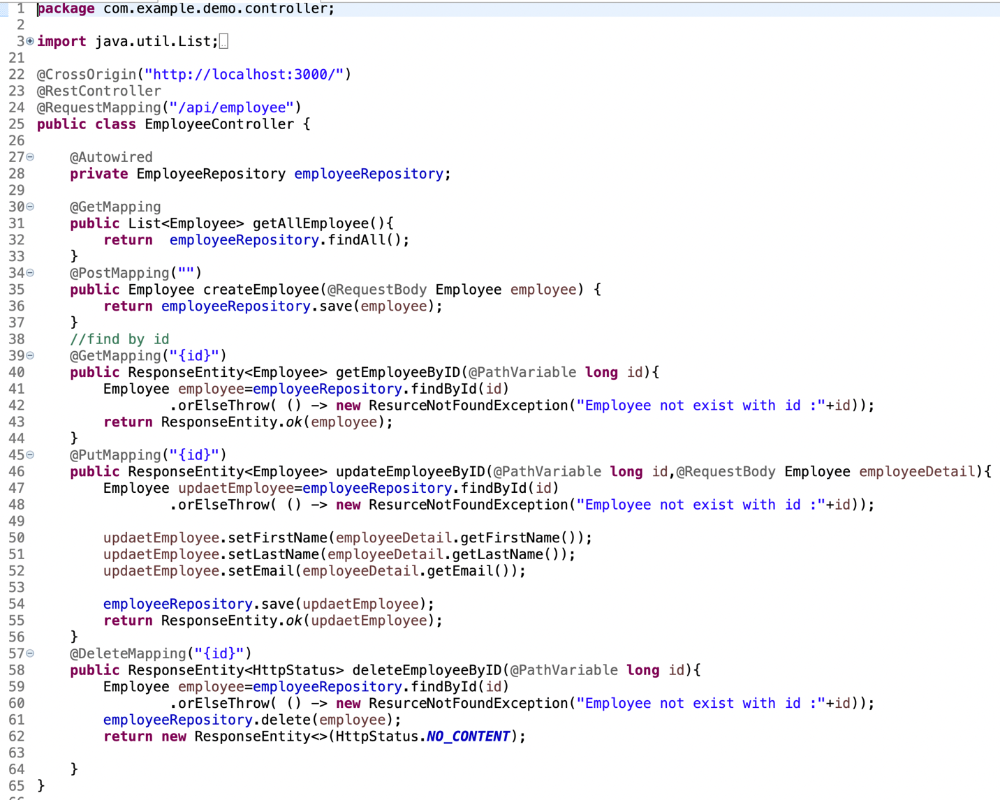 1 package com.example.demo.controller;
2
3 import java.util.List;
21
22 @CrossOrigin("http://localhost:3000/")
23 @RestController
24 @RequestMapping("/api/employee")
25 public class EmployeeController {
26
27 @Autowired
28 private EmployeeRepository employeeRepository;
29
30 @GetMapping
31 public List<Employee> getAllEmployee(){
32 return  employeeRepository.findAll();
33 }
34 @PostMapping("")
35 public Employee createEmployee(@RequestBody Employee employee) {
36 return employeeRepository.save(employee);
37 }
38 //find by id
39 @GetMapping("{id}")
40 public ResponseEntity<Employee> getEmployeeByID(@PathVariable long id){
41 Employee employee=employeeRepository.findById(id)
42 .orElseThrow( () -> new ResurceNotFoundException("Employee not exist with id :"+id));
43 return ResponseEntity.ok(employee);
44 }
45 @PutMapping("{id}")
46 public ResponseEntity<Employee> updateEmployeeByID(@PathVariable long id,@RequestBody Employee employeeDetail){
47 Employee updaetEmployee=employeeRepository.findById(id)
48 .orElseThrow( () -> new ResurceNotFoundException("Employee not exist with id :"+id));
49
50 updaetEmployee.setFirstName(employeeDetail.getFirstName());
51 updaetEmployee.setLastName(employeeDetail.getLastName());
52 updaetEmployee.setEmail(employeeDetail.getEmail());
53
54 employeeRepository.save(updaetEmployee);
55 return ResponseEntity.ok(updaetEmployee);
56 }
57 @DeleteMapping("{id}")
58 public ResponseEntity<HttpStatus> deleteEmployeeByID(@PathVariable long id){
59 Employee employee=employeeRepository.findById(id)
60 .orElseThrow( () -> new ResurceNotFoundException("Employee not exist with id :"+id));
61 employeeRepository.delete(employee);
62 return new ResponseEntity<>(HttpStatus.NO_CONTENT);
63
64 }
65 }